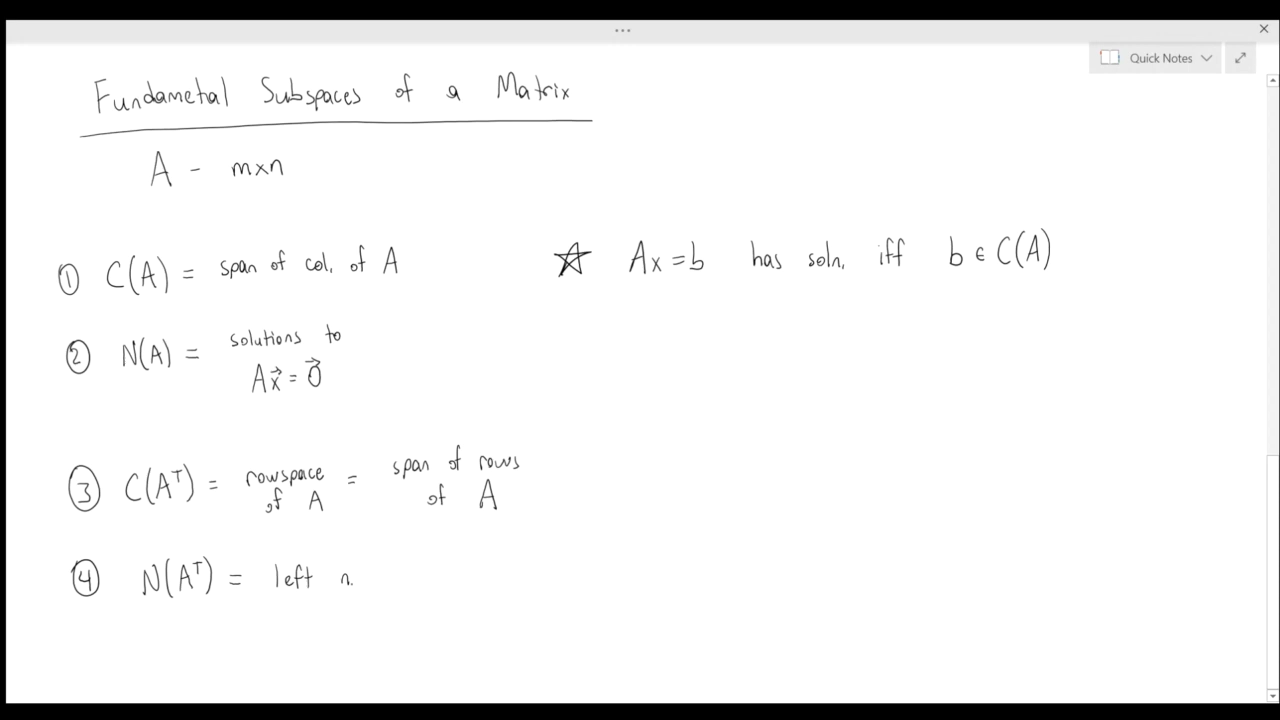 ...
Quick Notes
Fundametal Subspaces of a Matrix
A - m×n
① C(A) = span of col. of A
☆ Ax = b has soln. iff b ∈ C(A)
② N(A) = solutions to
Ax⃗ = 0⃗
③ C(Aᵀ) = rowspace of A = span of rows of A
④ N(Aᵀ) = left n